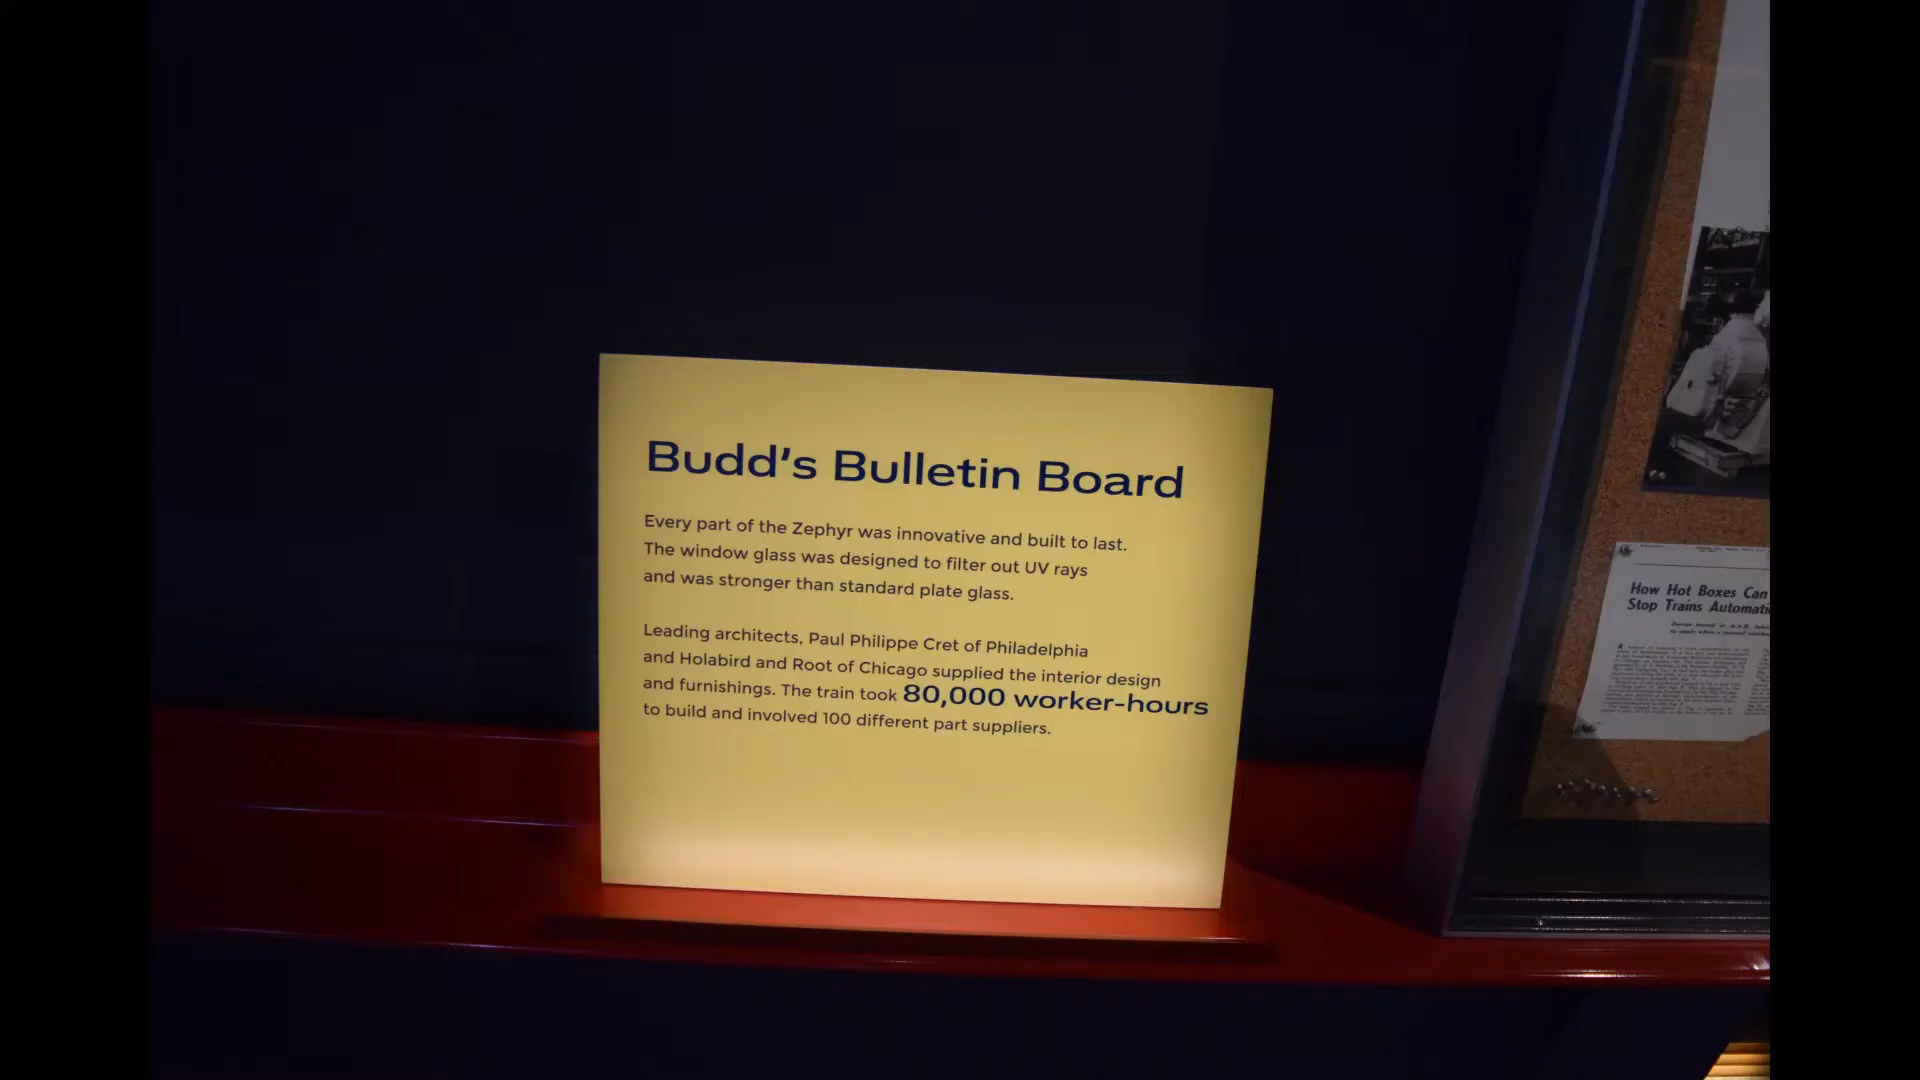 Budd's Bulletin Board
Every part of the Zephyr was innovative and built to last.
The window glass was designed to filter out UV rays
and was stronger than standard plate glass.
Leading architects, Paul Philippe Cret of Philadelphia
and Holabird and Root of Chicago supplied the interior design
and furnishings. The train took 80,000 worker-hours
to build and involved 100 different part suppliers.
How Hot Boxes Can
Stop Trains